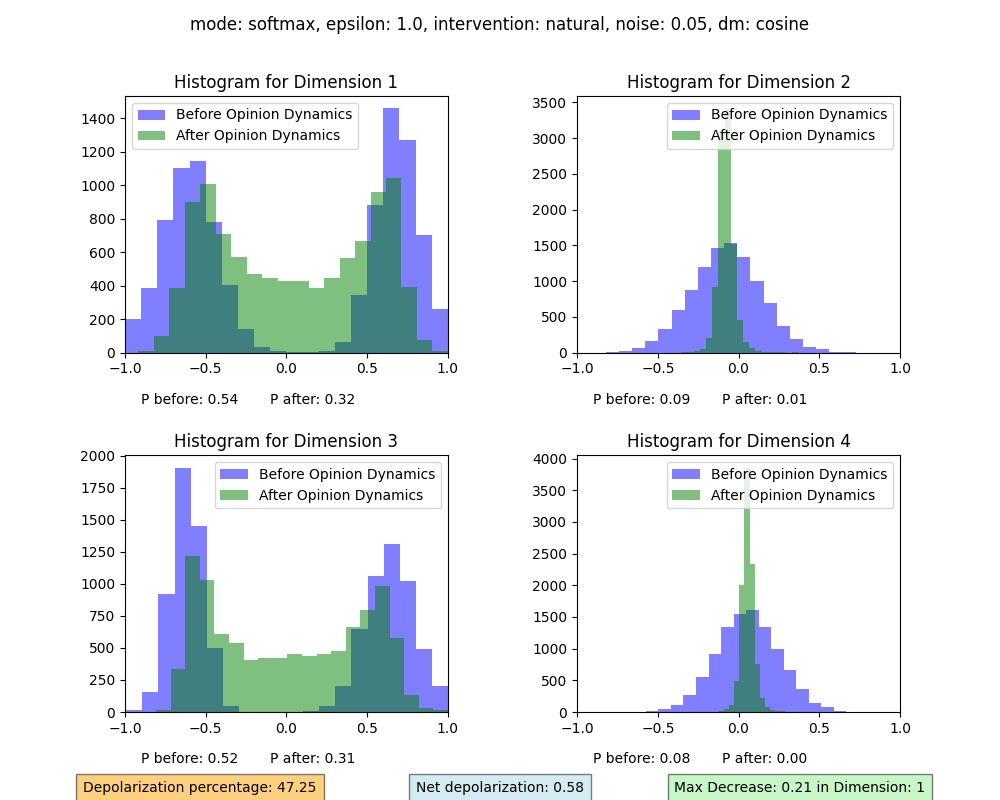 mode: softmax, epsilon: 1.0, intervention: natural, noise: 0.05, dm: cosine
Histogram for Dimension 1
Before Opinion Dynamics
After Opinion Dynamics
1400
1200
1000
800
600
400
200
0
−1.0 −0.5 0.0 0.5 1.0
P before: 0.54 P after: 0.32
Histogram for Dimension 2
Before Opinion Dynamics
After Opinion Dynamics
3500
3000
2500
2000
1500
1000
500
0
−1.0 −0.5 0.0 0.5 1.0
P before: 0.09 P after: 0.01
Histogram for Dimension 3
Before Opinion Dynamics
After Opinion Dynamics
2000
1750
1500
1250
1000
750
500
250
0
−1.0 −0.5 0.0 0.5 1.0
P before: 0.52 P after: 0.31
Histogram for Dimension 4
Before Opinion Dynamics
After Opinion Dynamics
4000
3500
3000
2500
2000
1500
1000
500
0
−1.0 −0.5 0.0 0.5 1.0
P before: 0.08 P after: 0.00
Depolarization percentage: 47.25
Net depolarization: 0.58
Max Decrease: 0.21 in Dimension: 1